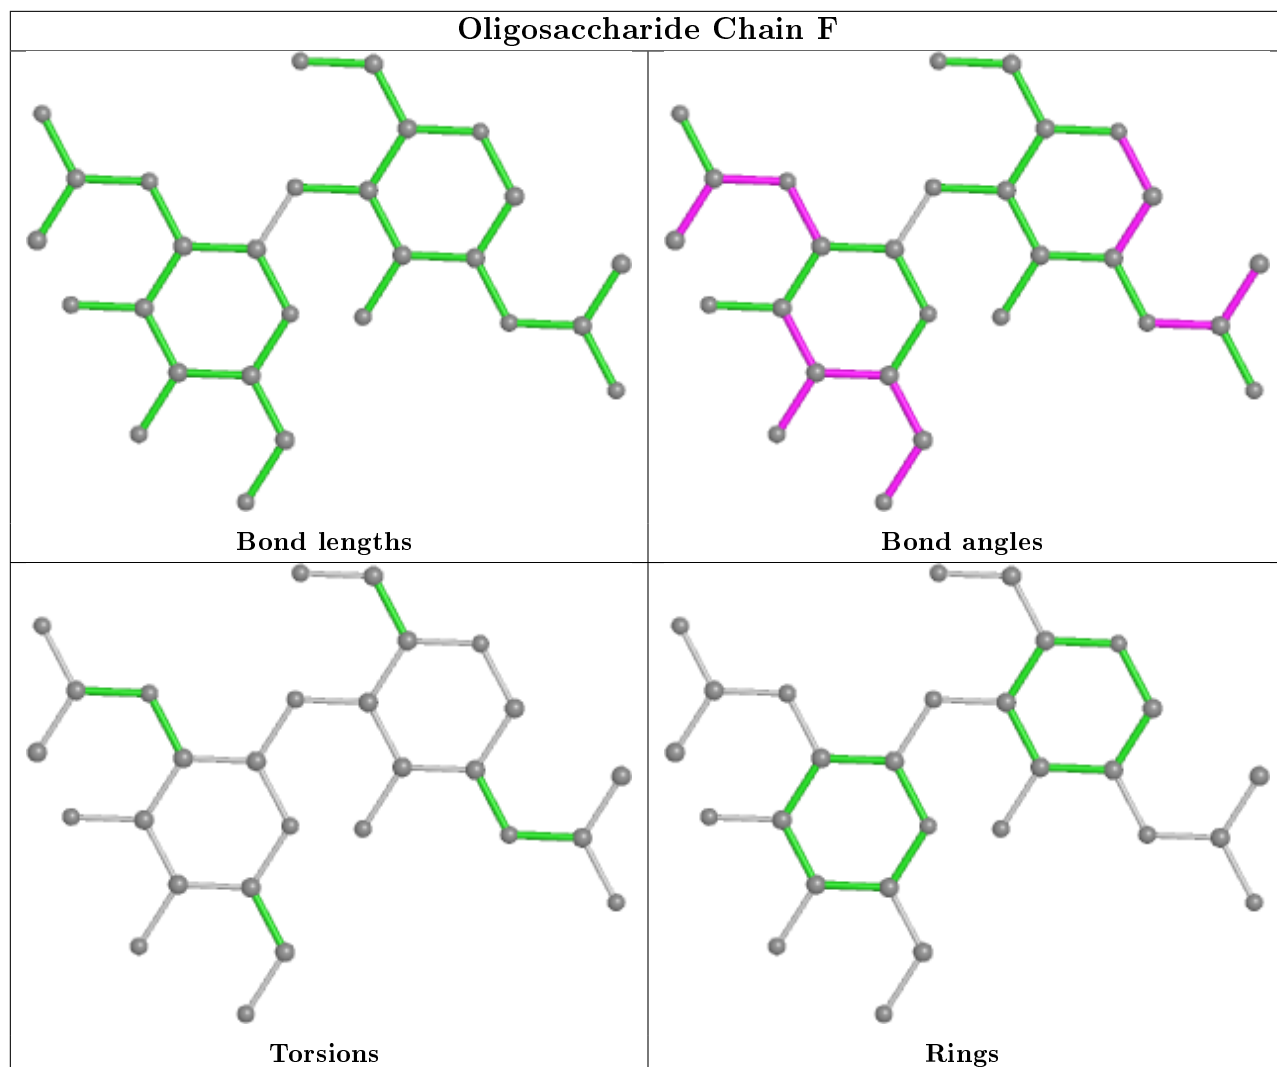 Oligosaccharide Chain F
Bond lengths
Bond angles
Torsions
Rings